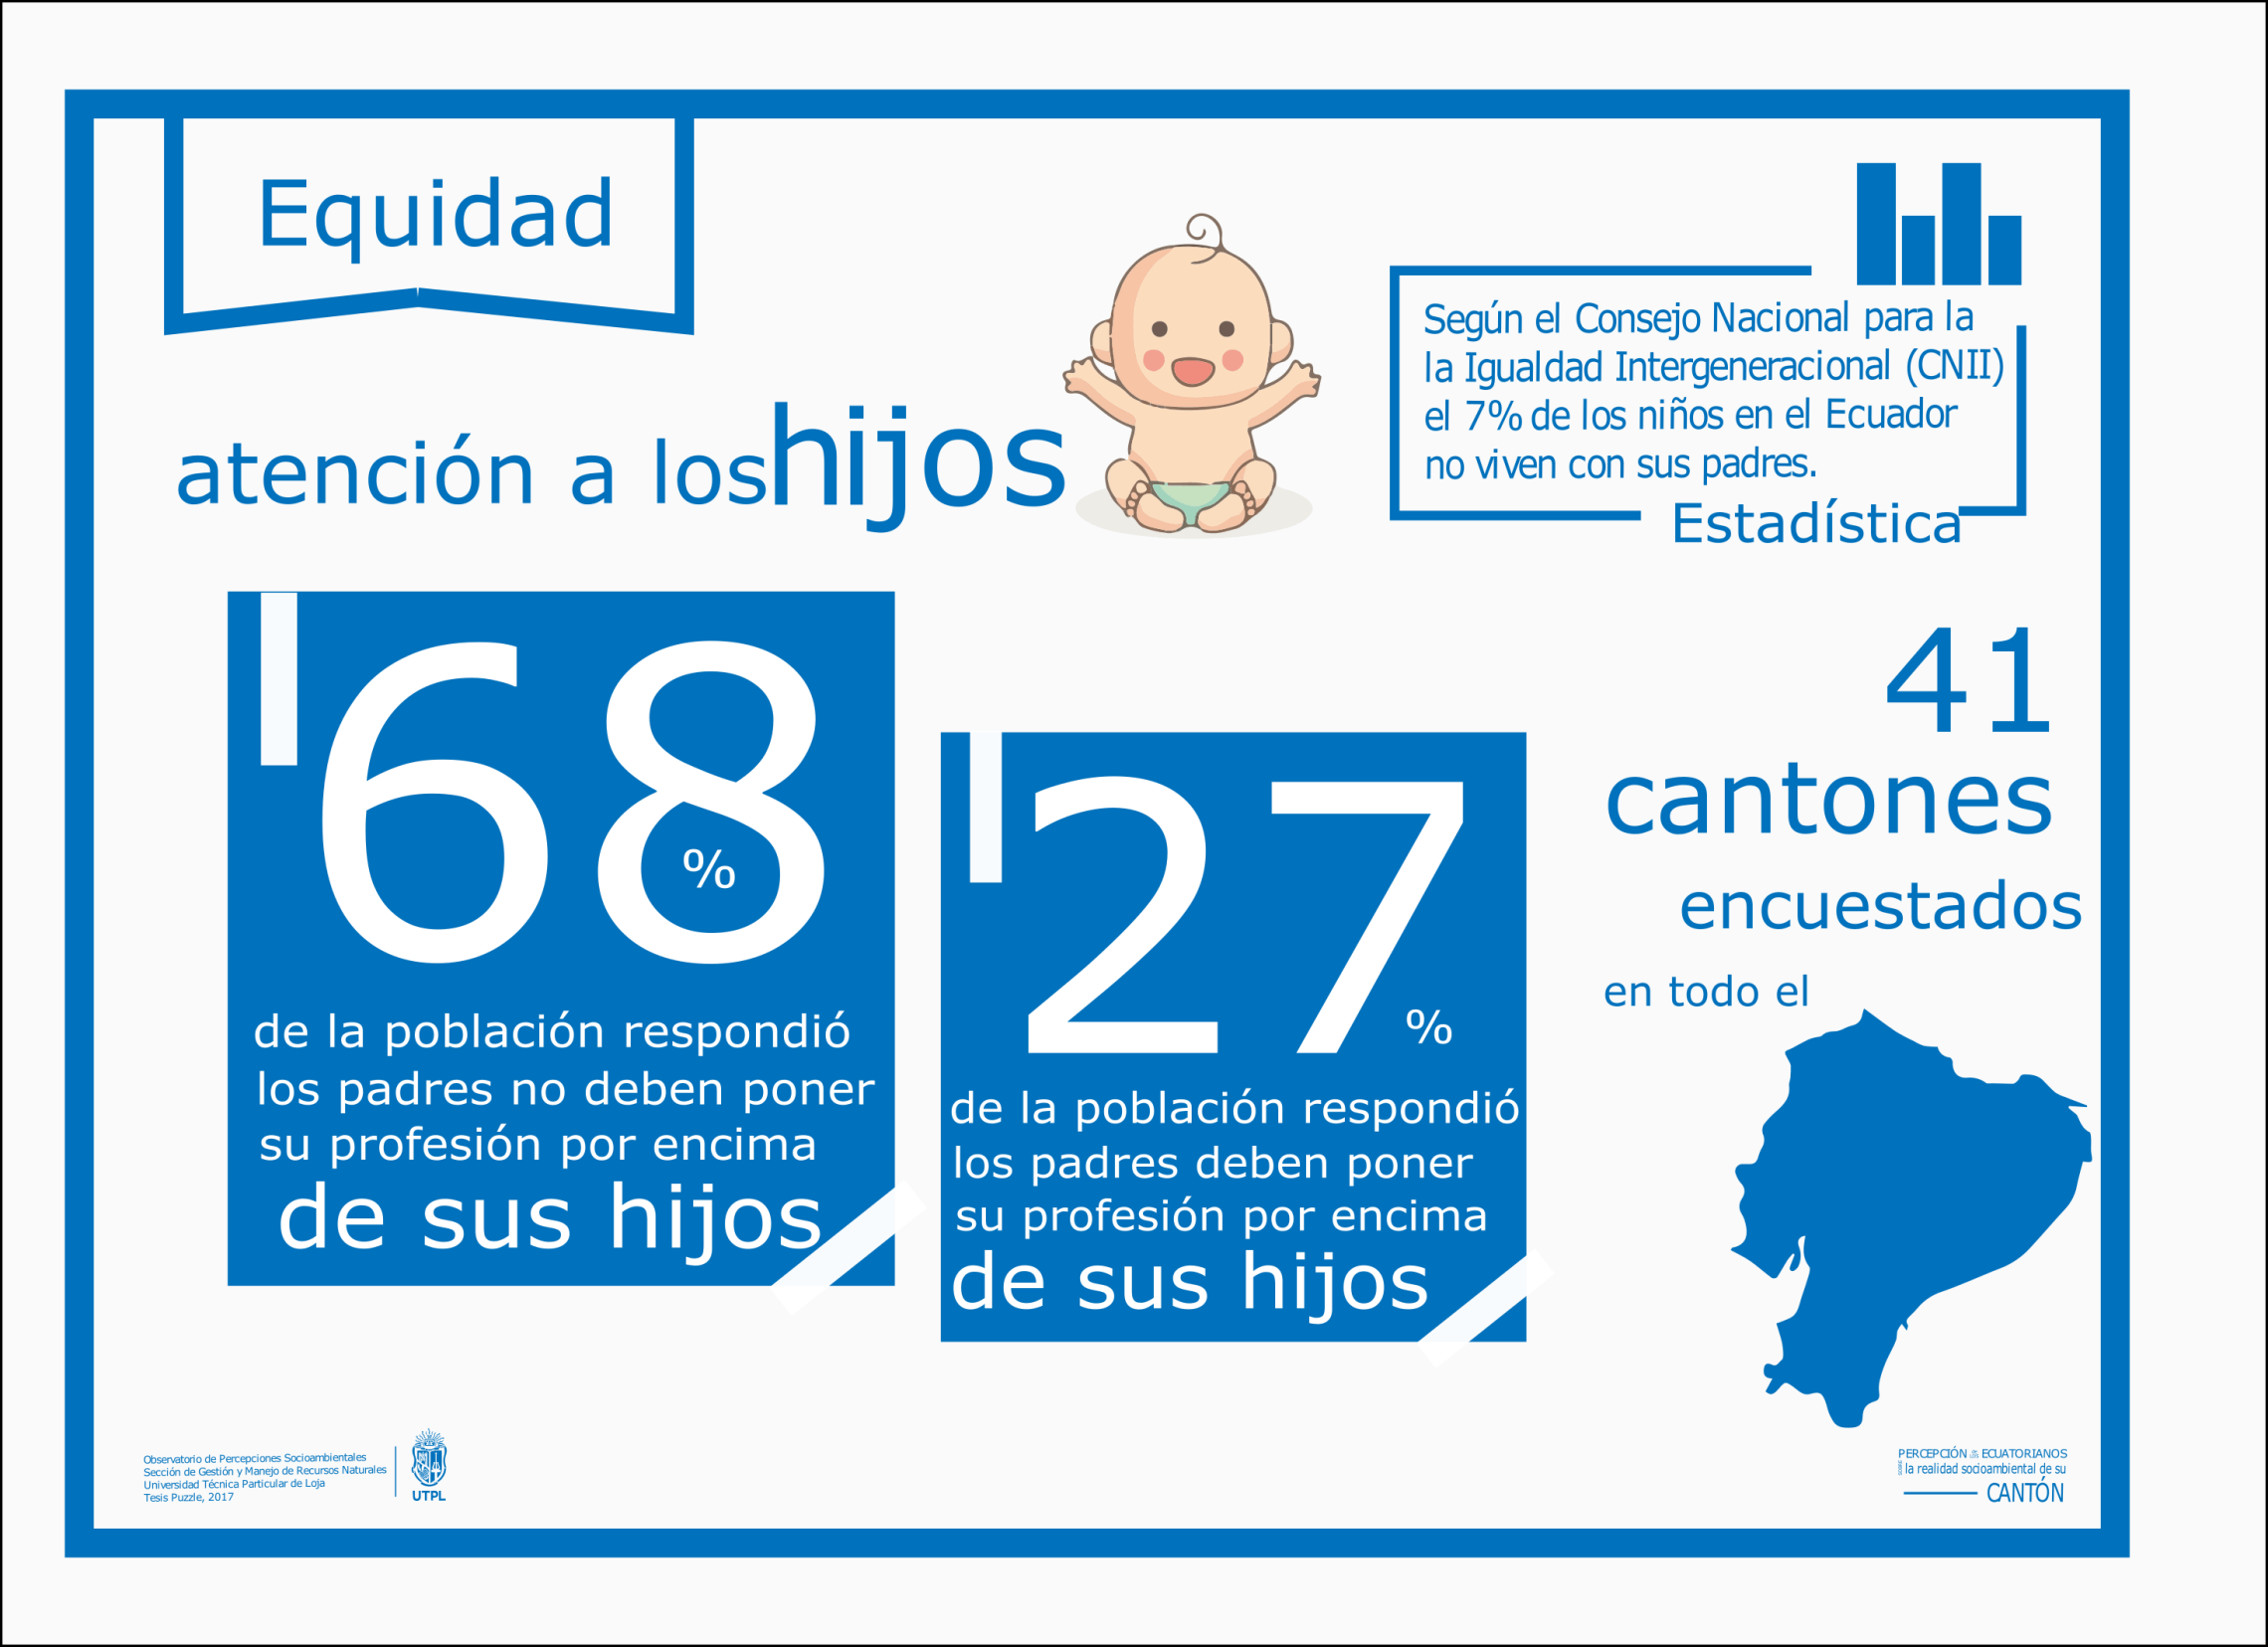 Equidad
atención a los hijos
Según el Consejo Nacional para la
la Igualdad Intergeneracional (CNII)
el 7% de los niños en el Ecuador
no viven con sus padres.
Estadística
68
%
de la población respondió
los padres no deben poner
su profesión por encima
de sus hijos
27
%
de la población respondió
los padres deben poner
su profesión por encima
de sus hijos
41
cantones
encuestados
en todo el
Observatorio de Percepciones Socioambientales
Sección de Gestión y Manejo de Recursos Naturales
Universidad Técnica Particular de Loja
Tesis Puzzle, 2017
UTPL
PERCEPCIÓN ECUATORIANOS
la realidad socioambiental de su
CANTÓN